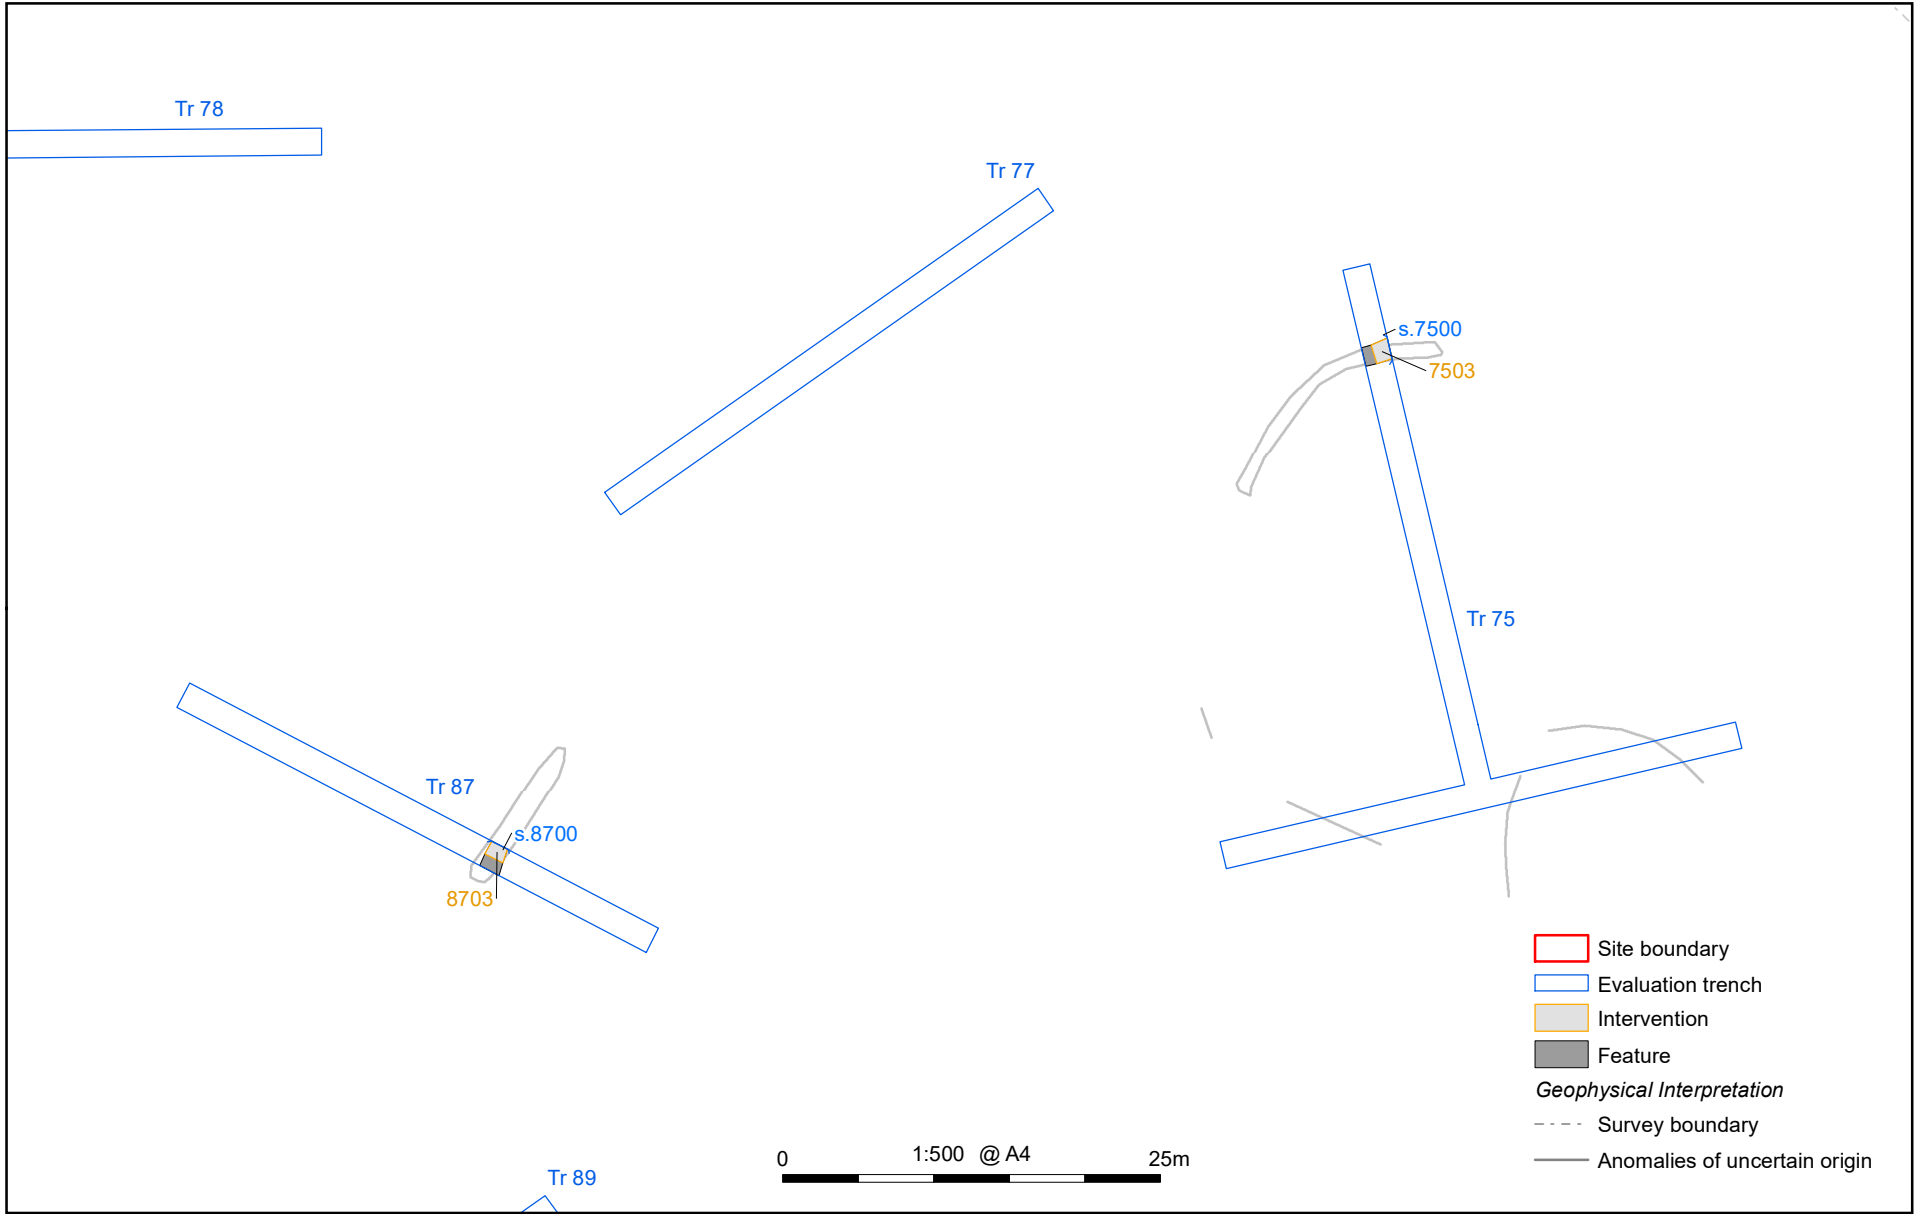 Tr 78
Tr 77
s.7500
7503
Tr 75
Tr 87
s.8700
8703
Tr 89
0
1:500 @ A4
25m
Site boundary
Evaluation trench
Intervention
Feature
Geophysical Interpretation
Survey boundary
Anomalies of uncertain origin